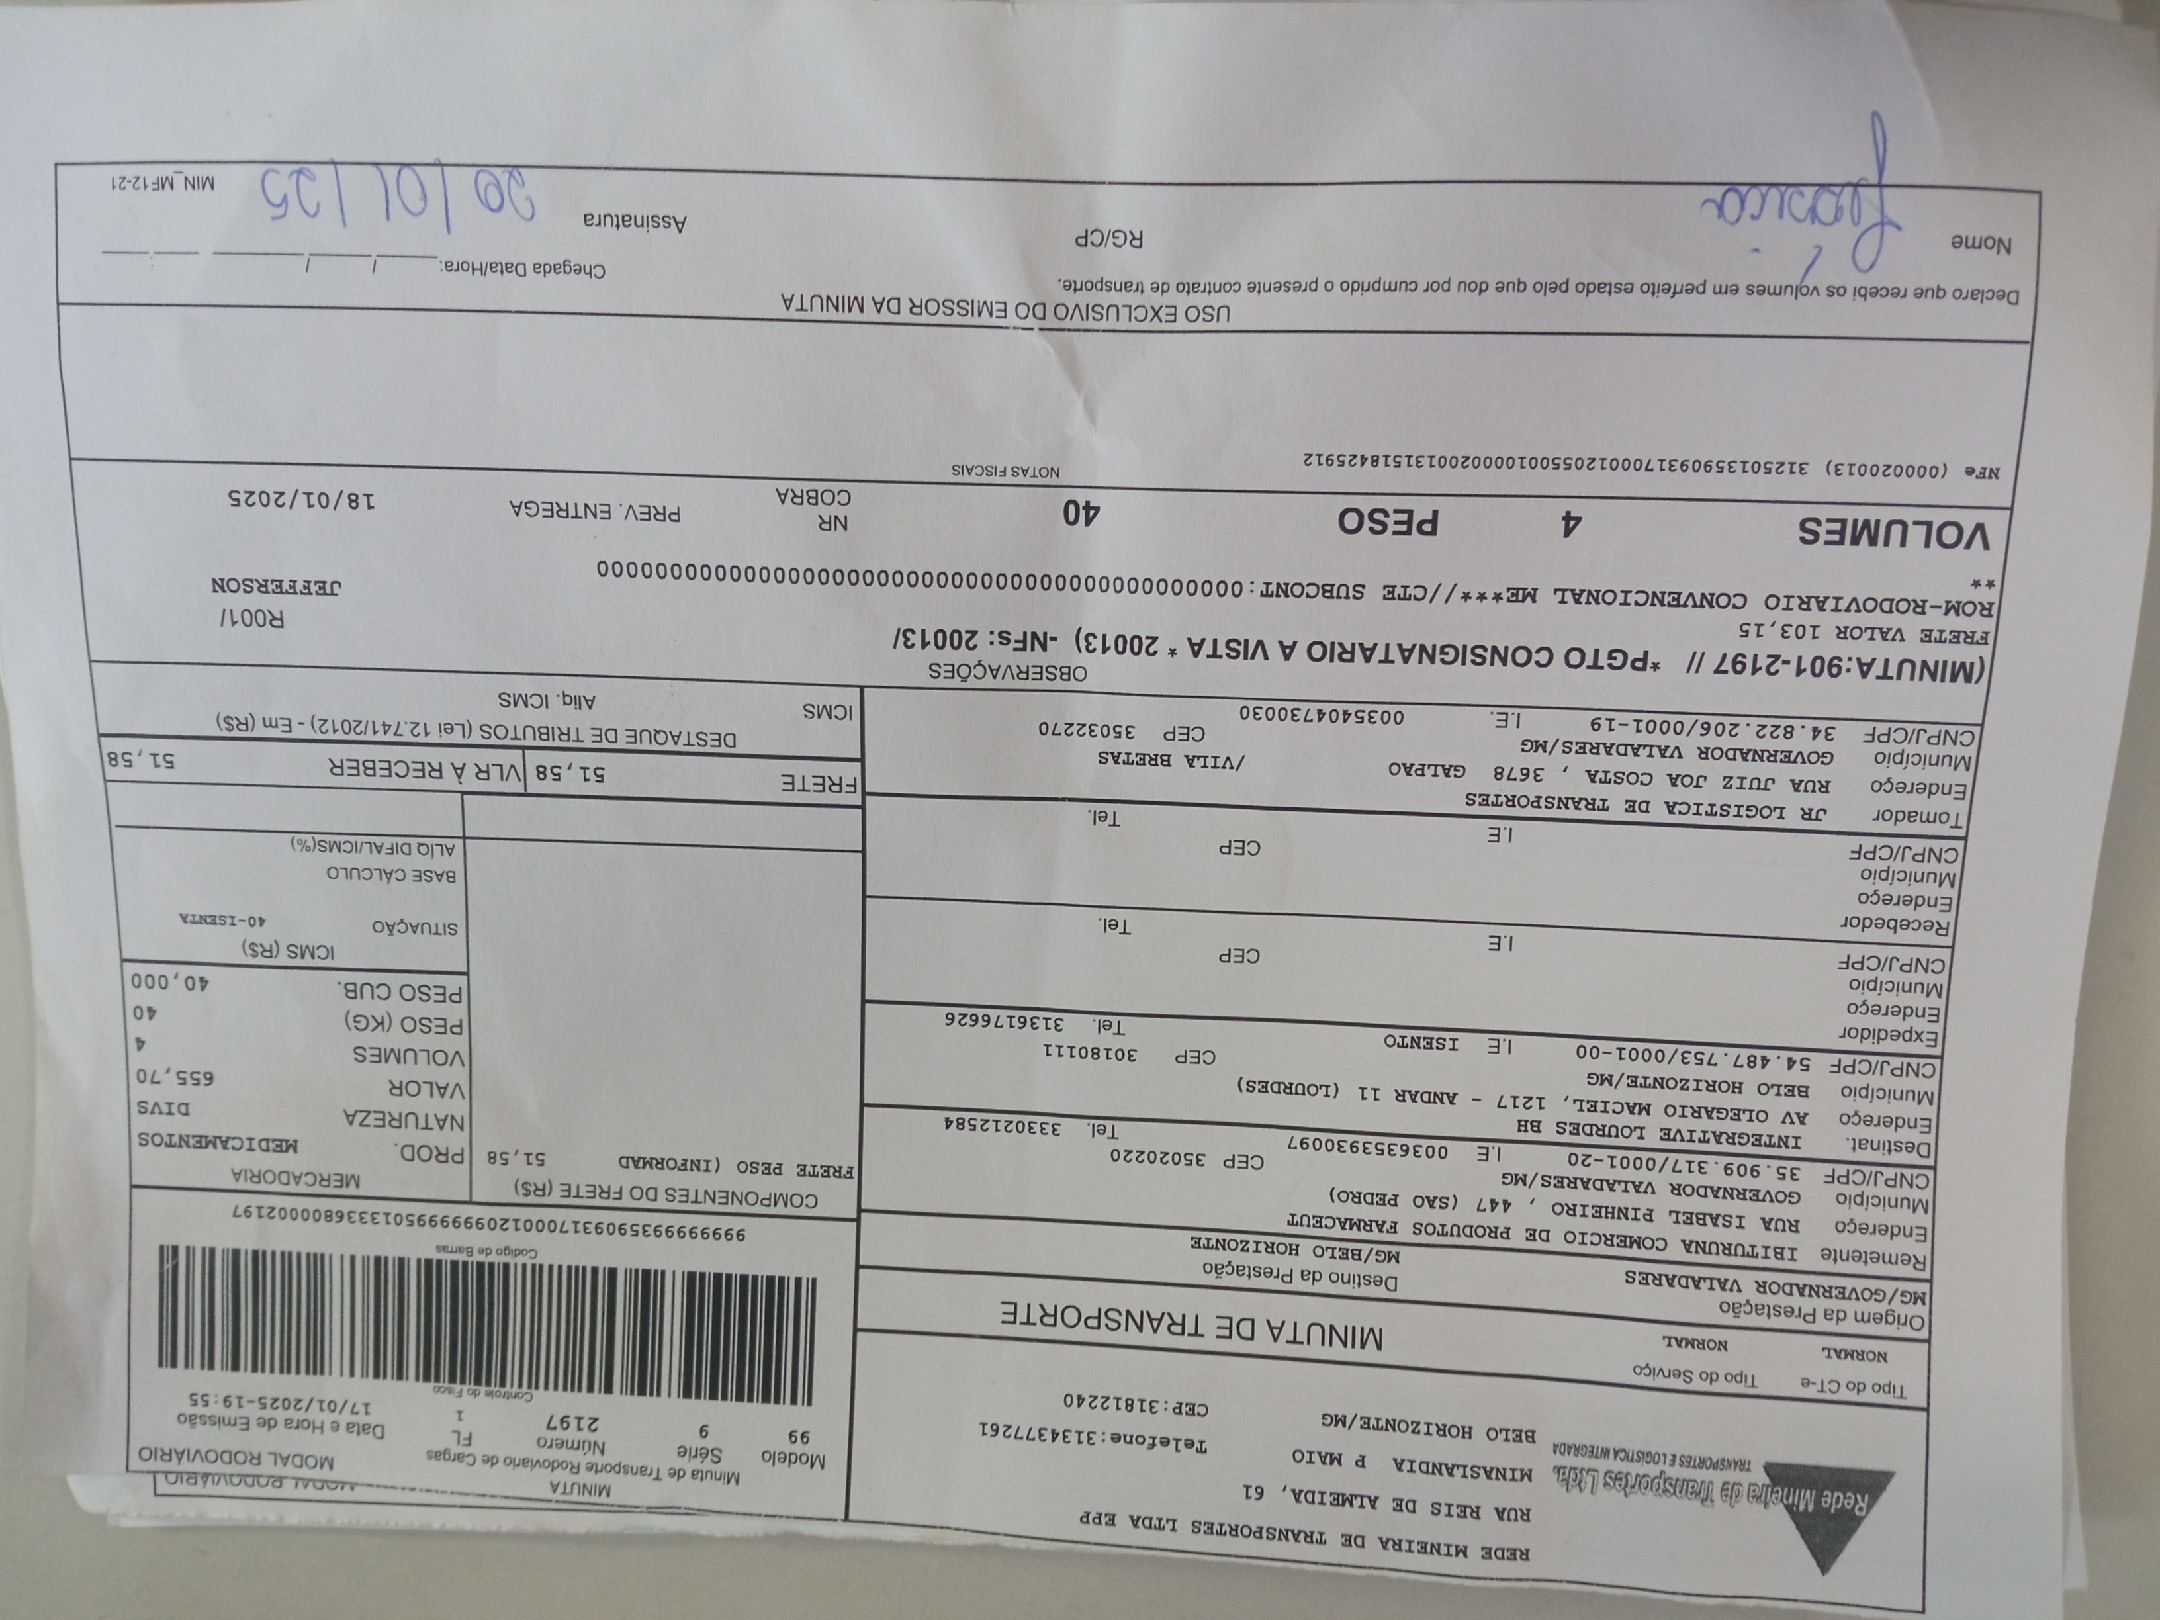 REDE MINEIRA DE TRANSPORTES LTDA EPP
RUA REIS DE ALMEIDA, 61
MINASLANDIA P MAIO Telefone:3134377261
BELO HORIZONTE/MG CEP:31812240
Rede Mineira de Transportes Ltda.
TRANSPORTES E LOGÍSTICA INTEGRADA
MODAL RODOVIÁRIO
MINUTA MODAL RODOVIÁRIO
Minuta de Transporte Rodoviario de Cargas
Modelo Série Número FL Data e Hora de Emissão
99 9 2197 1 17/01/2025-19:55
Controle do Fisco
Tipo do CT-e Tipo do Serviço
NORMAL NORMAL
MINUTA DE TRANSPORTE
Codigo de Barras
Origem da Prestação Destino da Prestação
MG/GOVERNADOR VALADARES MG/BELO HORIZONTE
Remetente IBITURUNA COMERCIO DE PRODUTOS FARMACEUT
Endereço RUA ISABEL PINHEIRO , 447 (SAO PEDRO)
Município GOVERNADOR VALADARES/MG CEP 35020220
CNPJ/CPF 35.909.317/0001-20 I.E 0036353930097 Tel. 3330212584
Destinat. INTEGRATIVE LOURDES BH
Endereço AV OLEGARIO MACIEL, 1217 - ANDAR 11 (LOURDES)
Município BELO HORIZONTE/MG CEP 30180111
CNPJ/CPF 54.487.753/0001-00 I.E ISENTO Tel. 3136176626
Expedidor
Endereço
Município CEP
CNPJ/CPF I.E Tel.
Recebedor
Endereço
Município CEP
CNPJ/CPF I.E Tel.
Tomador JR LOGISTICA DE TRANSPORTES
Endereço RUA JUIZ JOA COSTA , 3678 GALPAO /VILA BRETAS
Município GOVERNADOR VALADARES/MG CEP 35032270
CNPJ/CPF 34.822.206/0001-19 I.E. 0035404730030
COMPONENTES DO FRETE (R$) MERCADORIA
FRETE PESO (INFORMAD 51,58 PROD. MEDICAMENTOS
NATUREZA DIVS
VALOR 655,70
VOLUMES 4
PESO (KG) 40
PESO CUB. 40,000
ICMS (R$)
SITUAÇÃO 40-ISENTA
BASE CÁLCULO
ALÍQ DIFAL/ICMS(%)
FRETE 51,58 VLR À RECEBER 51,58
DESTAQUE DE TRIBUTOS (Lei 12.741/2012) - Em (R$)
ICMS Aliq. ICMS
OBSERVAÇÕES
(MINUTA:901-2197 // *PGTO CONSIGNATARIO A VISTA * 20013) -NFs: 20013/
FRETE VALOR 103,15 R001/
ROM-RODOVIARIO CONVENCIONAL ME***//CTE SUBCONT:00000000000000000000000000000000000000000000 JEFFERSON
**
VOLUMES 4 PESO 40 NR COBRA PREV. ENTREGA 18/01/2025
NOTAS FISCAIS
NFe (000020013) 31250135909317000120550010000200131518425912
USO EXCLUSIVO DO EMISSOR DA MINUTA
Declaro que recebi os volumes em perfeito estado pelo que dou por cumprido o presente contrato de transporte.
Chegada Data/Hora:____/____/______ ___:___
Nome Jéssica RG/CP Assinatura 20/01/25
MIN_MF12-21